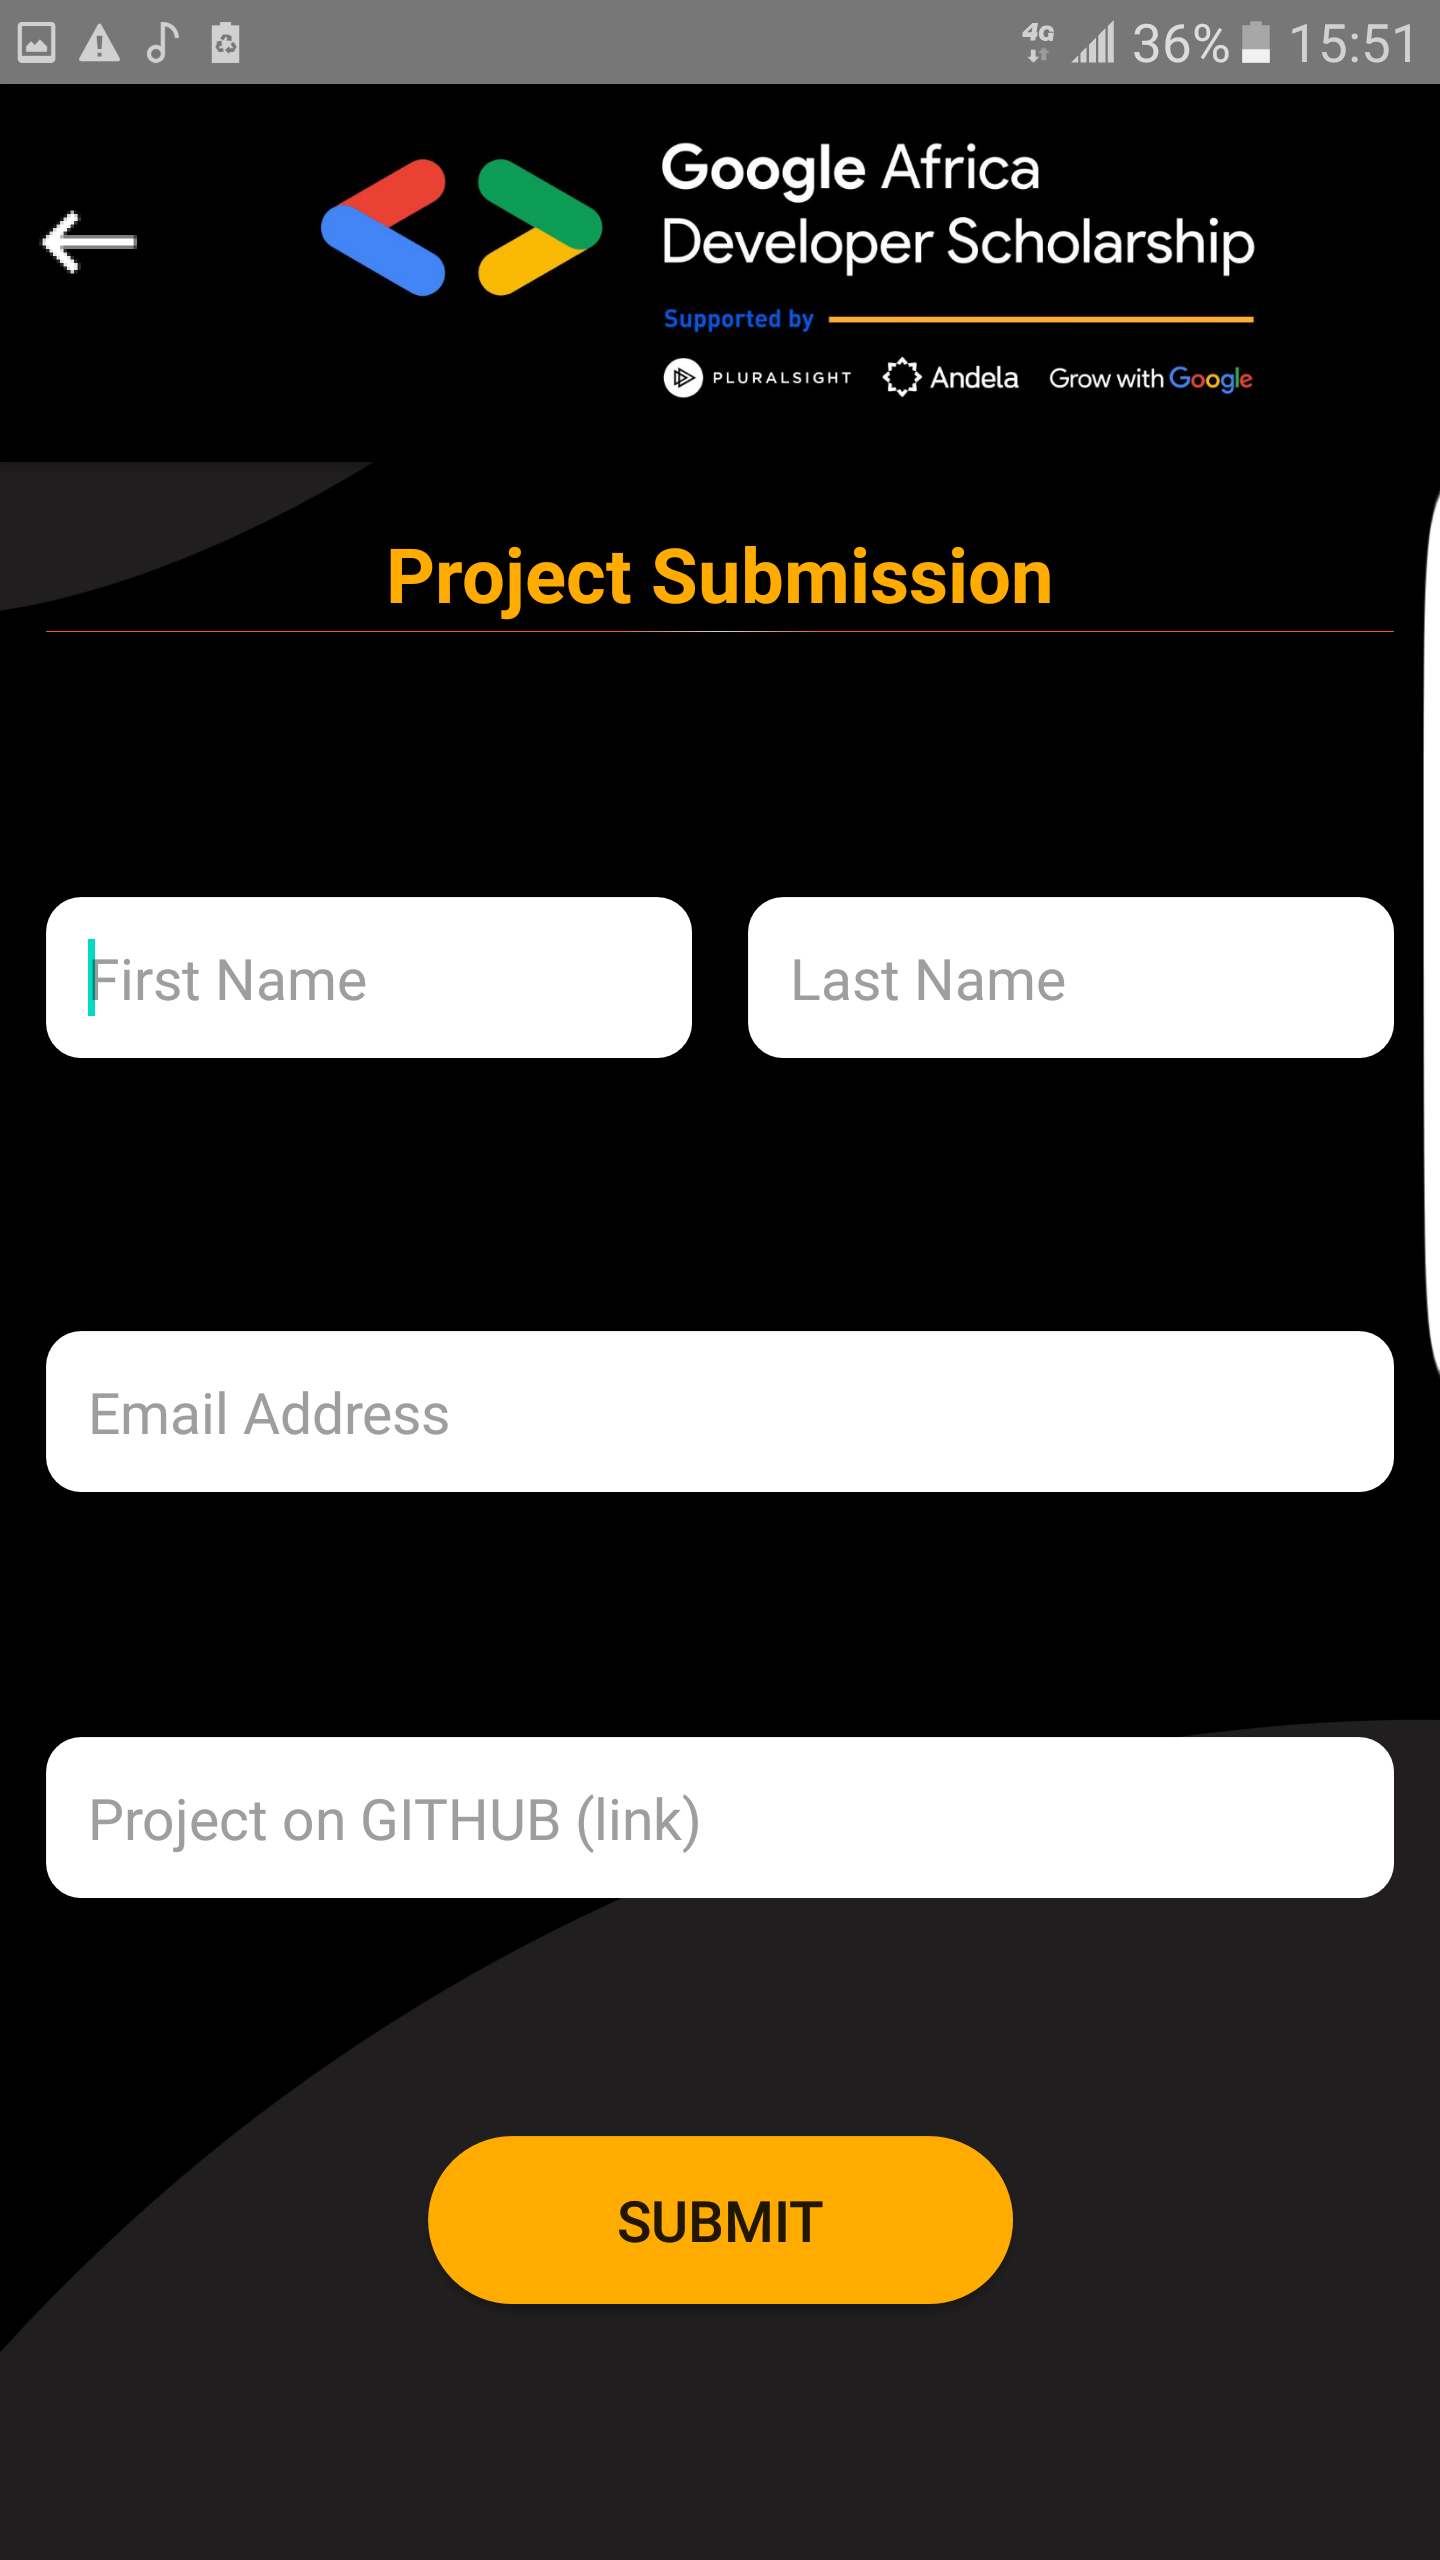 4G 36% 15:51
Google Africa
Developer Scholarship
Supported by
PLURALSIGHT Andela Grow with Google
Project Submission
First Name Last Name
Email Address
Project on GITHUB (link)
SUBMIT